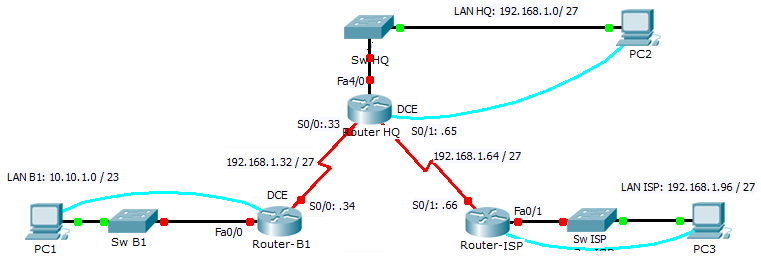 LAN HQ: 192.168.1.0/ 27
Sw HQ
PC2
Fa4/0
DCE
S0/0:.33
Router HQ
S0/1: .65
192.168.1.32 / 27
192.168.1.64 / 27
LAN B1: 10.10.1.0 / 23
LAN ISP: 192.168.1.96 / 27
DCE
S0/0: .34
S0/1: .66
Fa0/1
PC1
Sw B1
Fa0/0
Router-B1
Router-ISP
Sw ISP
PC3